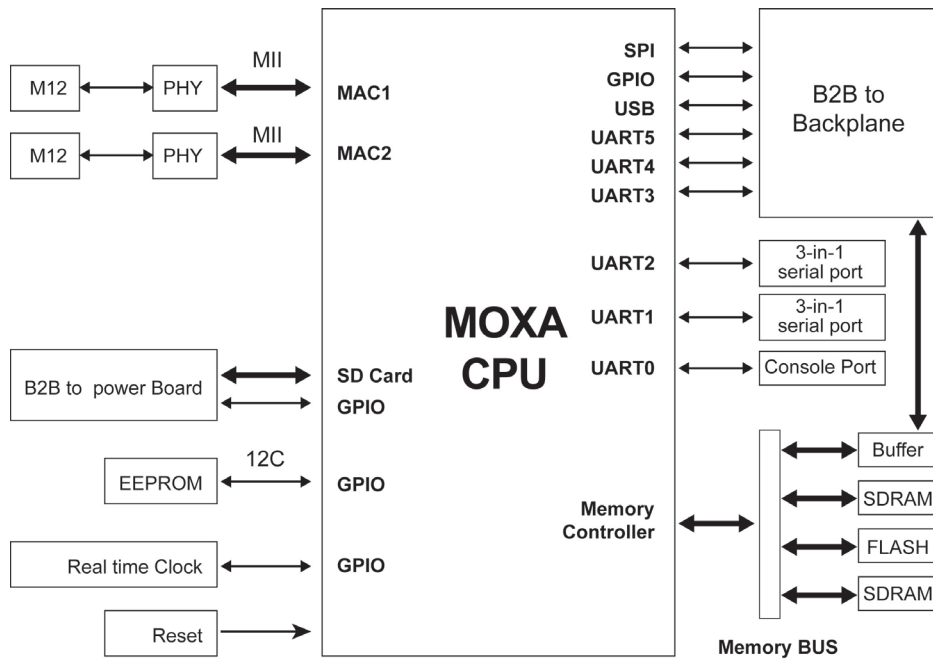 MII
M12
PHY
MAC1
MII
M12
PHY
MAC2
SPI
GPIO
USB
UART5
UART4
UART3
B2B to
Backplane
UART2
3-in-1
serial port
MOXA
CPU
UART1
3-in-1
serial port
UART0
Console Port
B2B to power Board
SD Card
GPIO
12C
EEPROM
GPIO
Real time Clock
GPIO
Reset
Memory
Controller
Buffer
SDRAM
FLASH
SDRAM
Memory BUS